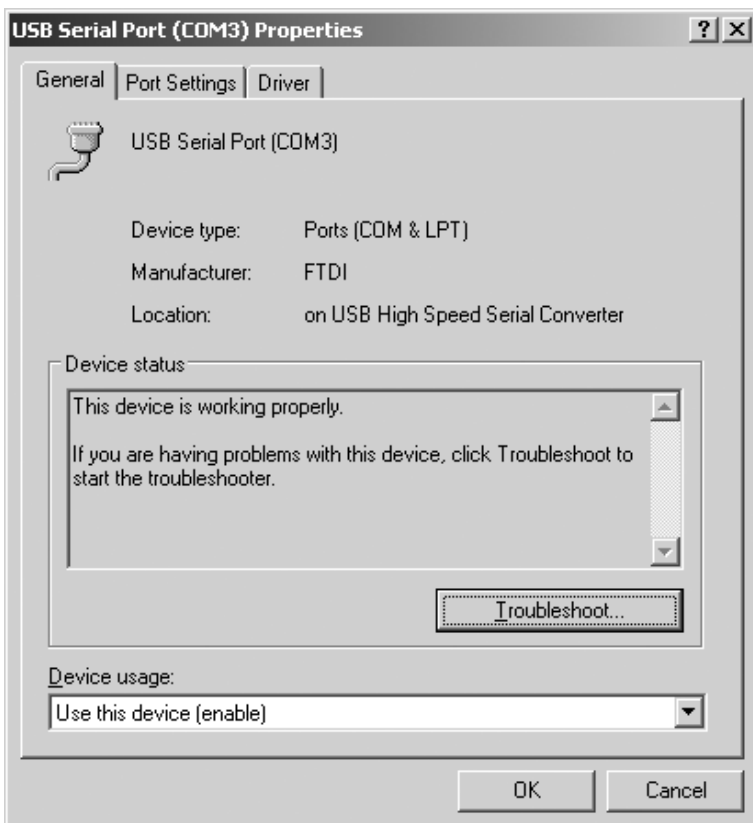 USB Serial Port (COM3) Properties
General Port Settings Driver
USB Serial Port (COM3)
Device type: Ports (COM & LPT)
Manufacturer: FTDI
Location: on USB High Speed Serial Converter
Device status
This device is working properly.
If you are having problems with this device, click Troubleshoot to
start the troubleshooter.
Troubleshoot...
Device usage:
Use this device (enable)
OK Cancel